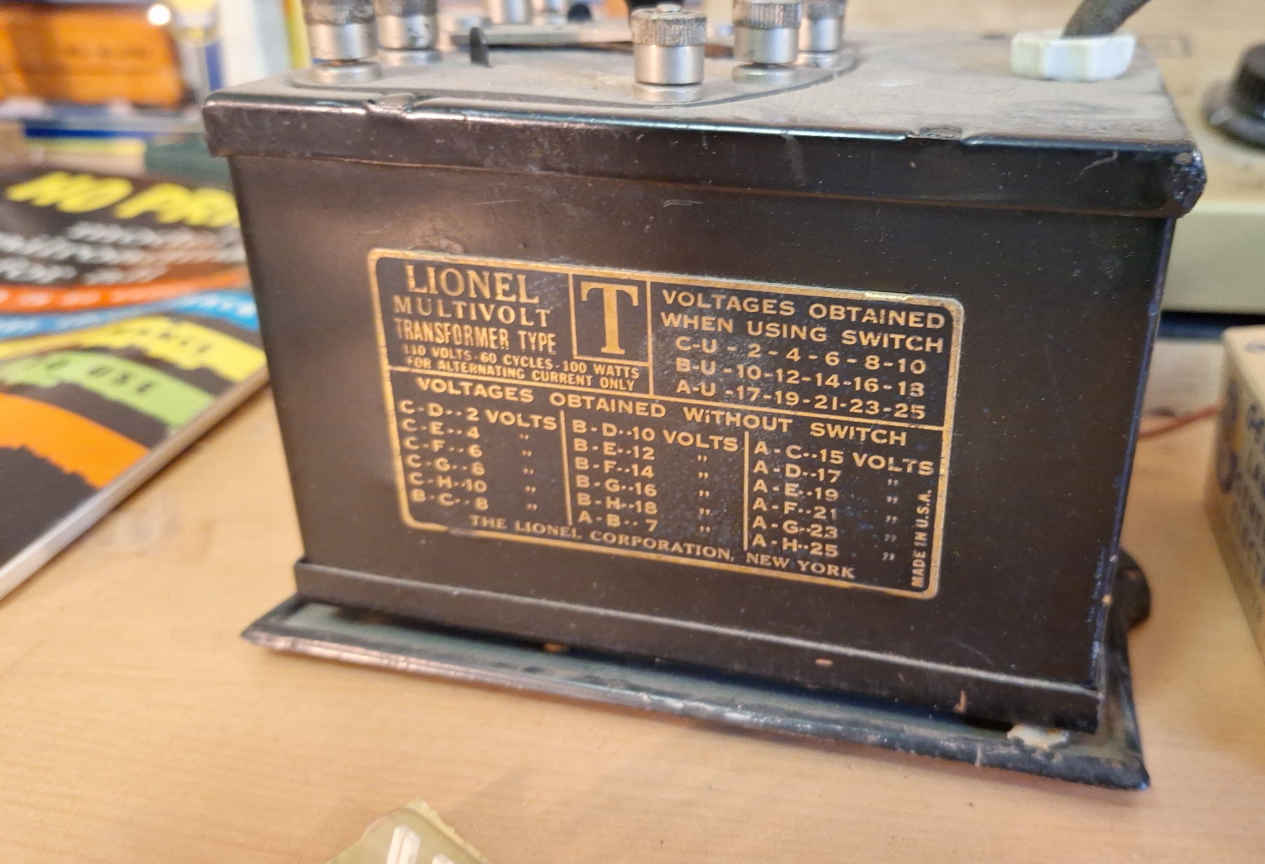 LIONEL
MULTIVOLT
TRANSFORMER TYPE
110 VOLTS-60 CYCLES-100 WATTS
FOR ALTERNATING CURRENT ONLY
T
VOLTAGES OBTAINED
WHEN USING SWITCH
C-U - 2 - 4 - 6 - 8 - 10
B-U - 10 - 12 - 14 - 16 - 18
A-U - 17 - 19 - 21 - 23 - 25
VOLTAGES OBTAINED WITHOUT SWITCH
C-D--2 VOLTS
C-E--4 "
C-F--6 "
C-G--8 "
C-H--10 "
B-C--8 "
B-D--10 VOLTS
B-E--12 "
B-F--14 "
B-G--16 "
B-H--18 "
A-B--7 "
A-C--15 VOLTS
A-D--17 "
A-E--19 "
A-F--21 "
A-G--23 "
A-H--25 "
MADE IN U.S.A.
THE LIONEL CORPORATION, NEW YORK
NO
USE